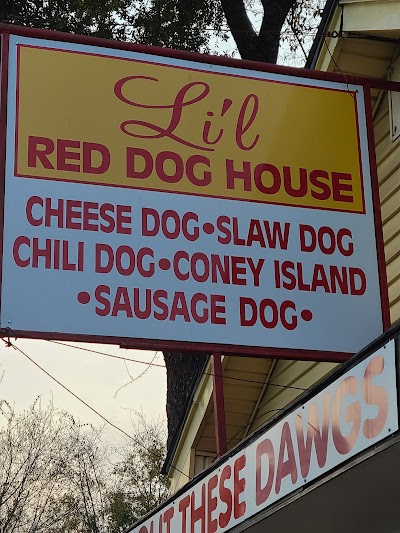 Li'l
RED DOG HOUSE
CHEESE DOG•SLAW DOG
CHILI DOG•CONEY ISLAND
•SAUSAGE DOG•
THESE DAWGS